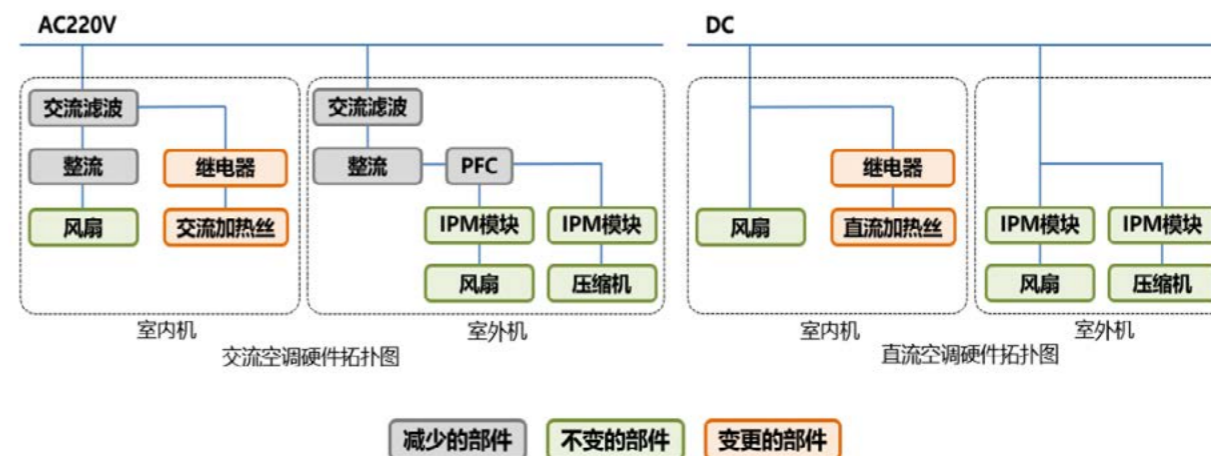 AC220V
DC
交流滤波
交流滤波
整流
继电器
整流
PFC
继电器
风扇
交流加热丝
IPM模块
IPM模块
风扇
直流加热丝
IPM模块
IPM模块
风扇
压缩机
风扇
压缩机
室内机
室外机
室内机
室外机
交流空调硬件拓扑图
直流空调硬件拓扑图
减少的部件
不变的部件
变更的部件